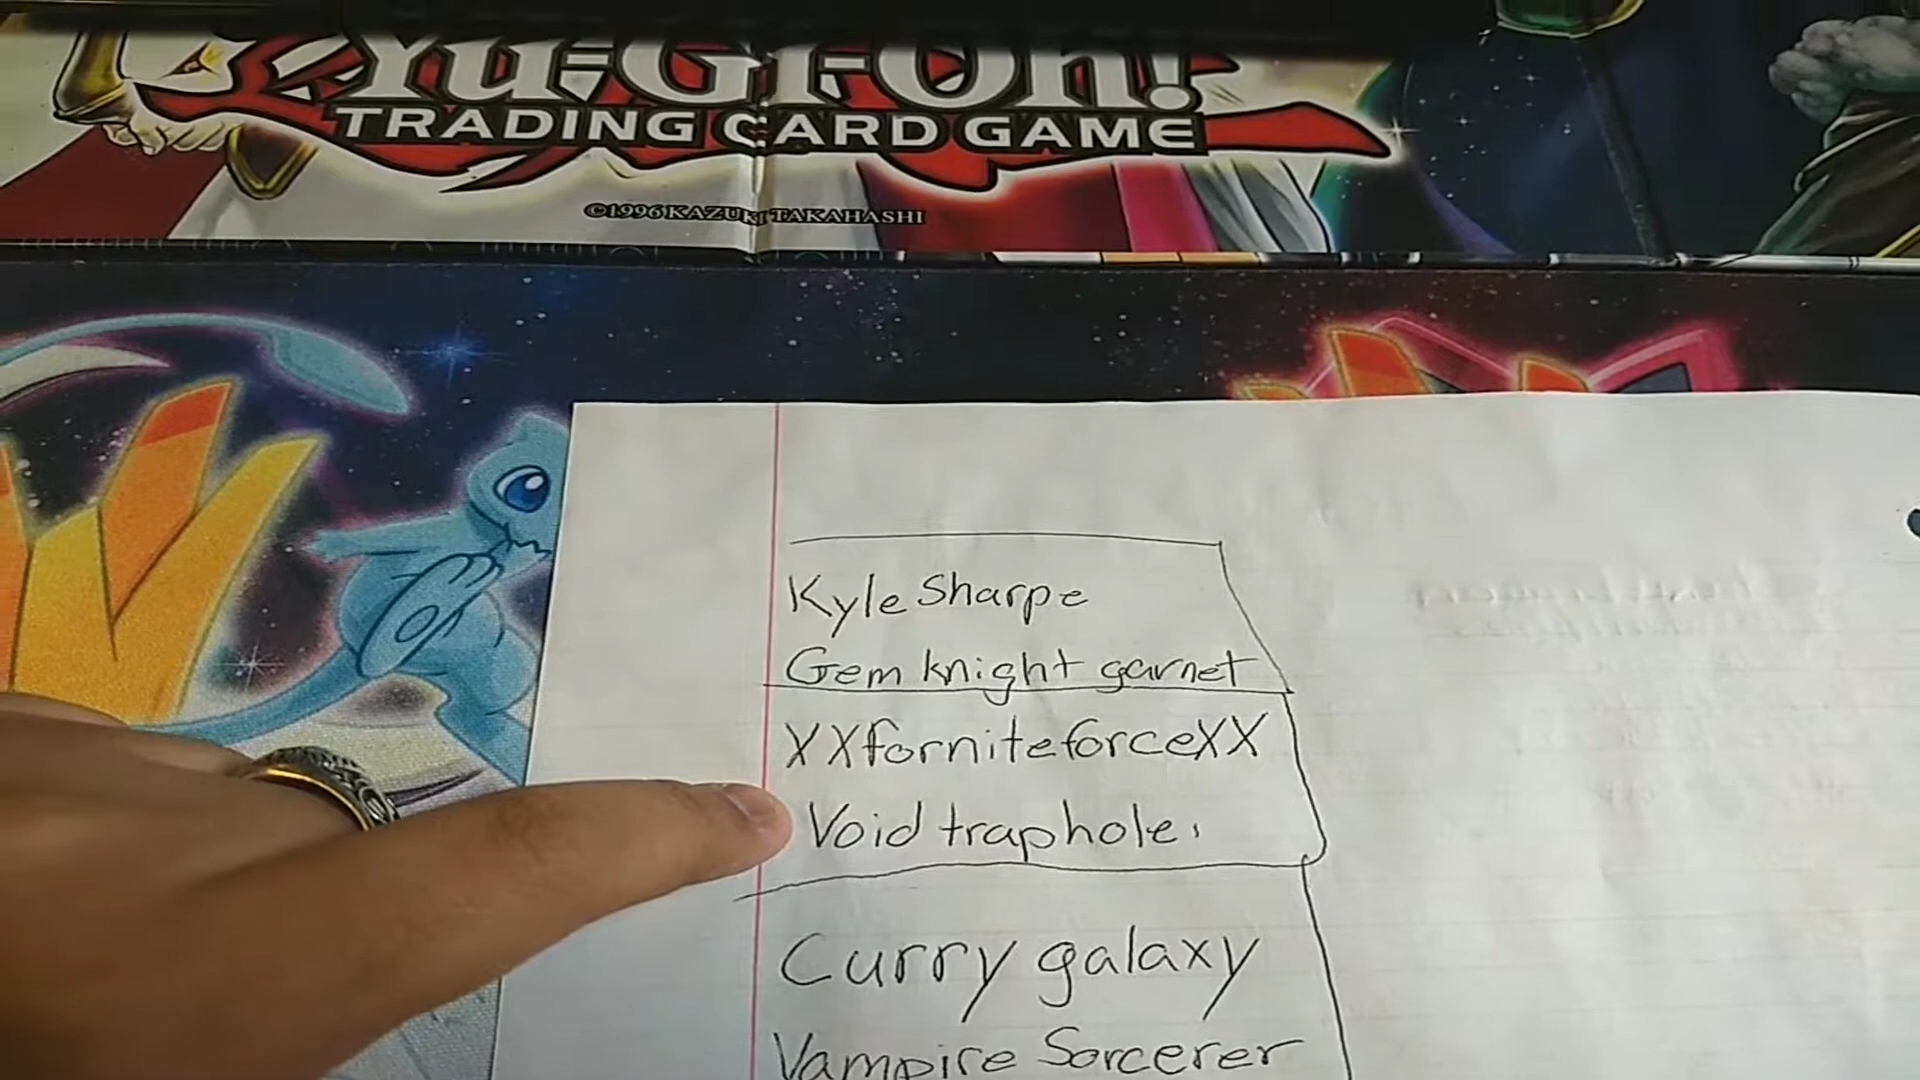 Yu-Gi-Oh!
TRADING CARD GAME
©1996 KAZUKI TAKAHASHI
Kyle Sharpe
Gem knight garnet
XXforniteforceXX
Void traphole.
Curry galaxy
Vampire Sorcerer